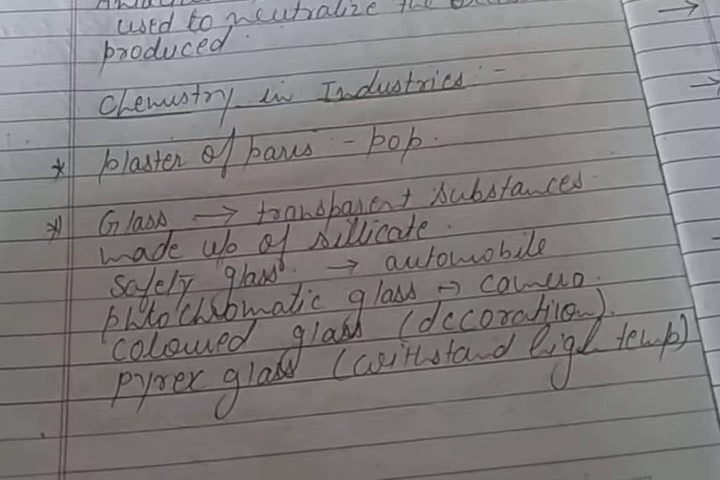 used to neutralize the
produced.
Chemistry in Industries :-
* plaster of paris - pop.
* Glass → transparent substances
made up of sillicate.
safety glass. → automobile
phtochromatic glass → camera.
coloured glass (decoration).
pyrex glass (withstand high temp)